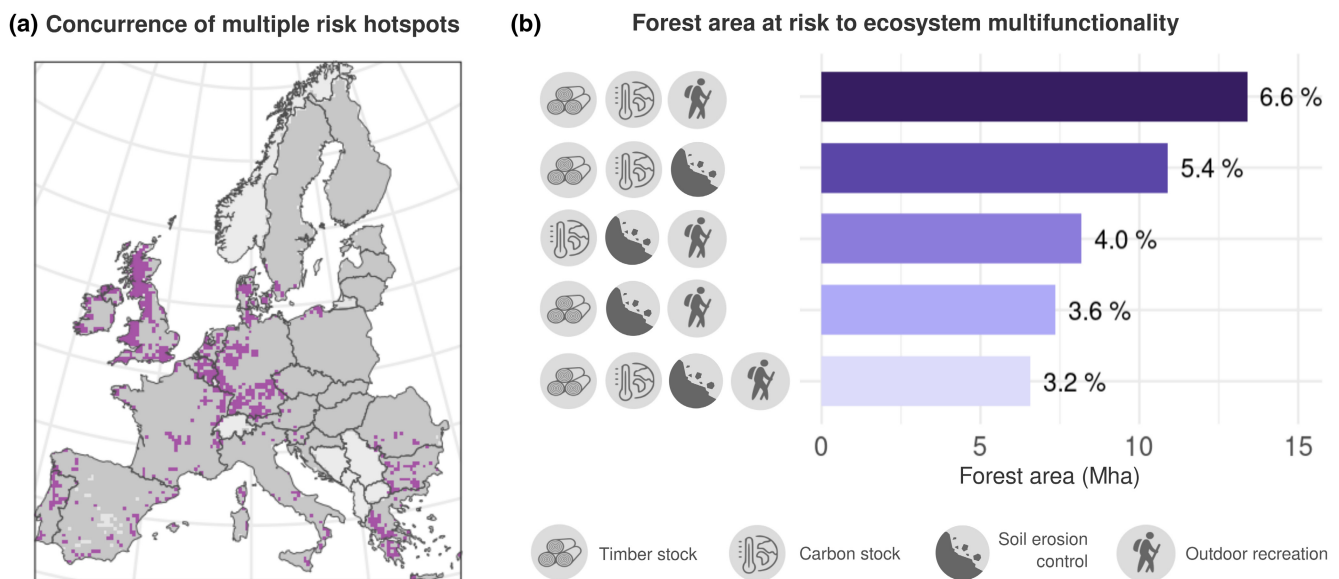 (a) Concurrence of multiple risk hotspots
(b) Forest area at risk to ecosystem multifunctionality
6.6 %
5.4 %
4.0 %
3.6 %
3.2 %
0 5 10 15
Forest area (Mha)
Timber stock
Carbon stock
Soil erosion
control
Outdoor recreation